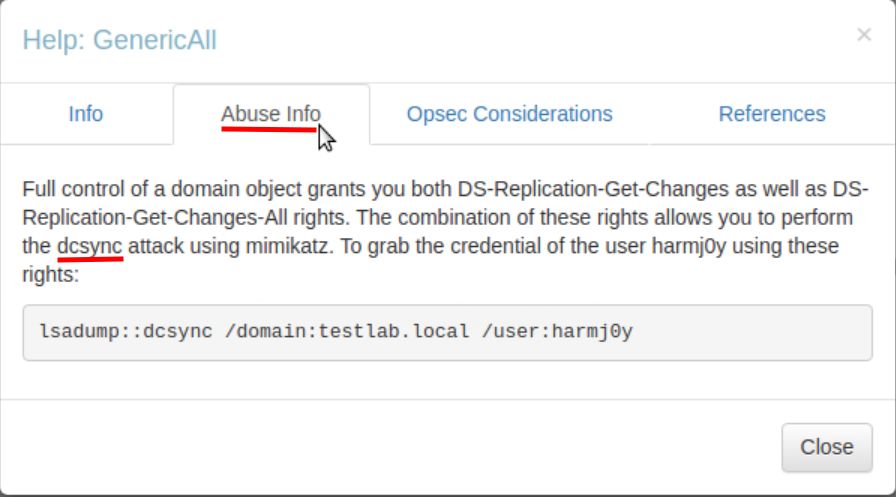 Help: GenericAll
×
Info
Abuse Info
Opsec Considerations
References
Full control of a domain object grants you both DS-Replication-Get-Changes as well as DS-
Replication-Get-Changes-All rights. The combination of these rights allows you to perform
the dcsync attack using mimikatz. To grab the credential of the user harmj0y using these
rights:
lsadump::dcsync /domain:testlab.local /user:harmj0y
Close